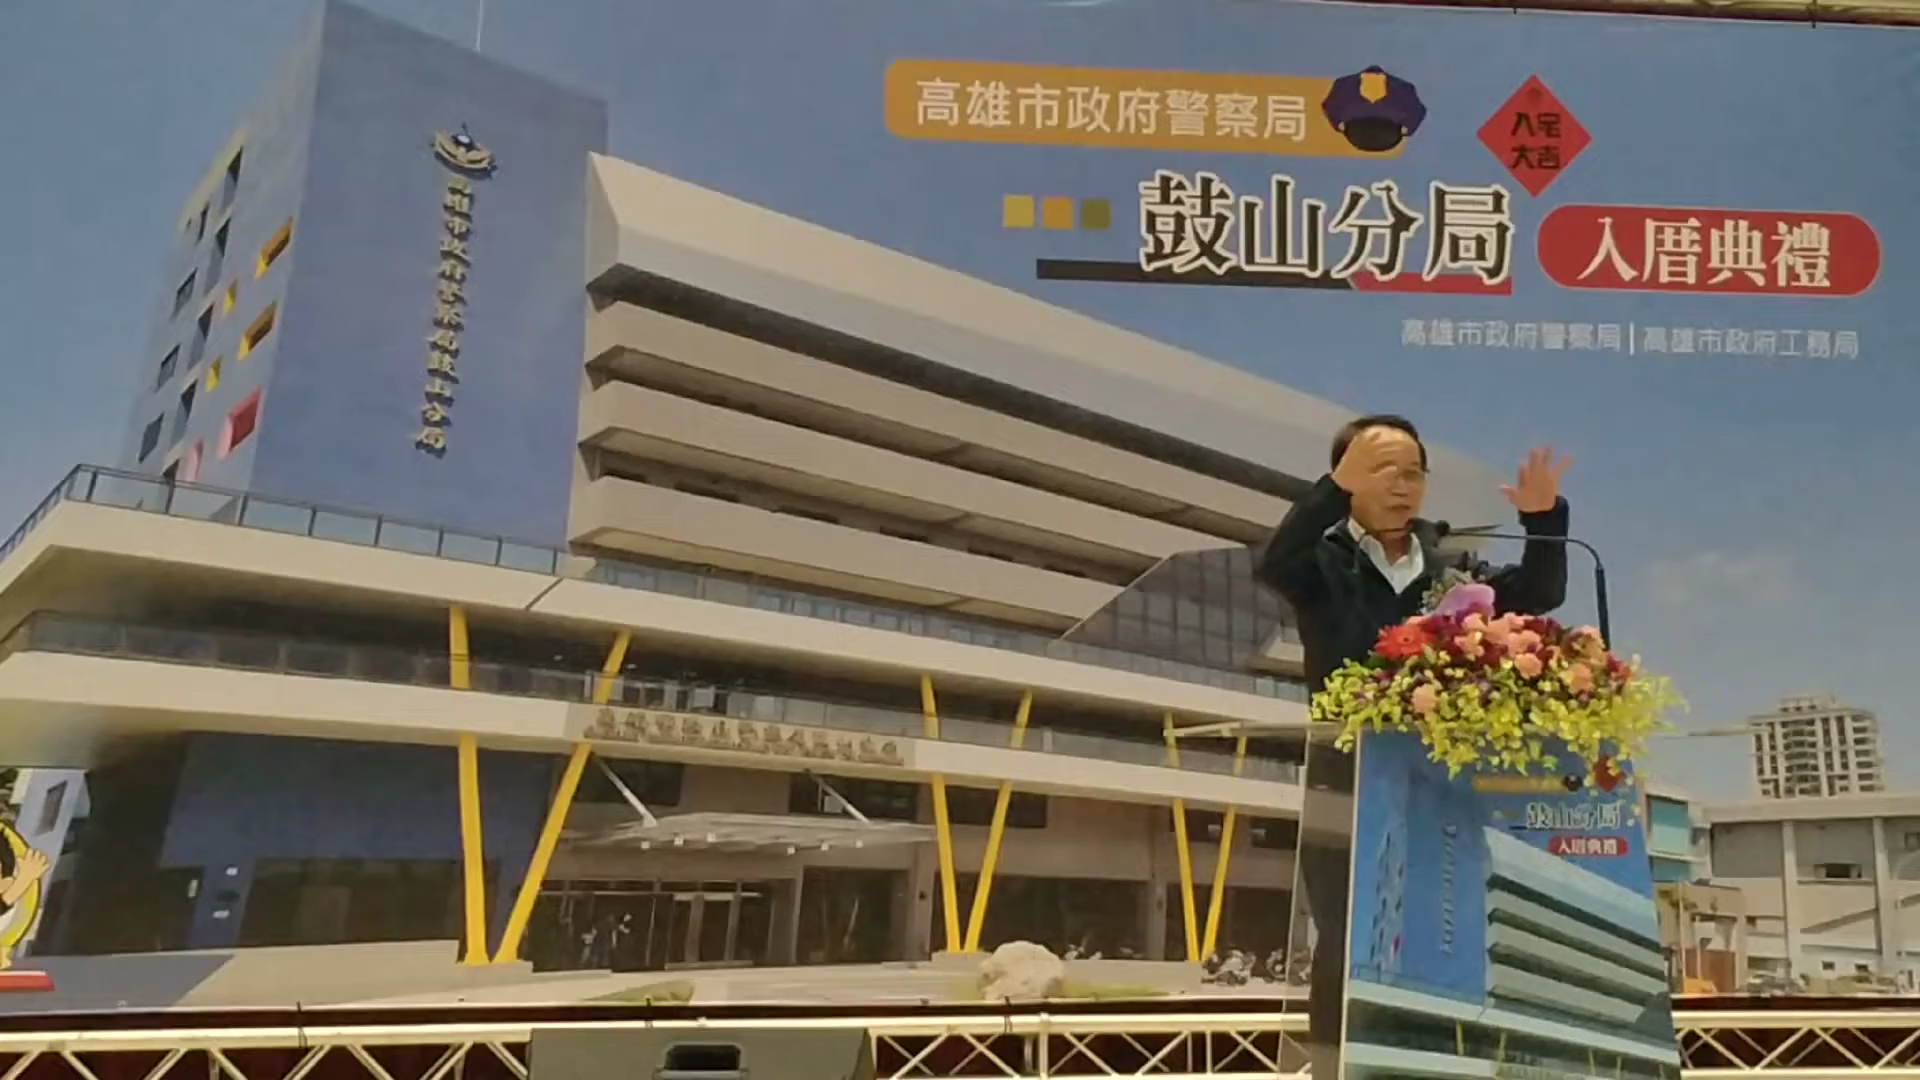 高雄市政府警察局
入宅
大吉
鼓山分局
入厝典禮
高雄市政府警察局|高雄市政府工務局
高雄市政府警察局鼓山分局
鼓山分局
入厝典禮